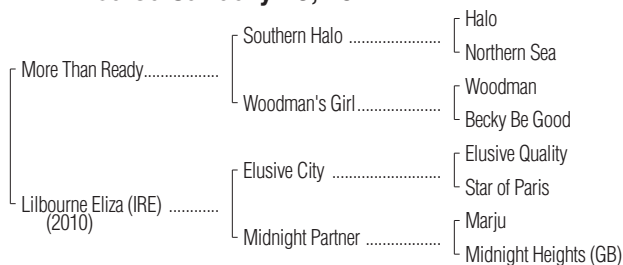 Halo
Southern Halo ......................
Northern Sea
More Than Ready..................
Woodman
Woodman's Girl....................
Becky Be Good
Elusive Quality
Elusive City ..........................
Star of Paris
Lilbourne Eliza (IRE) ............
(2010)
Marju
Midnight Partner ..................
Midnight Heights (GB)